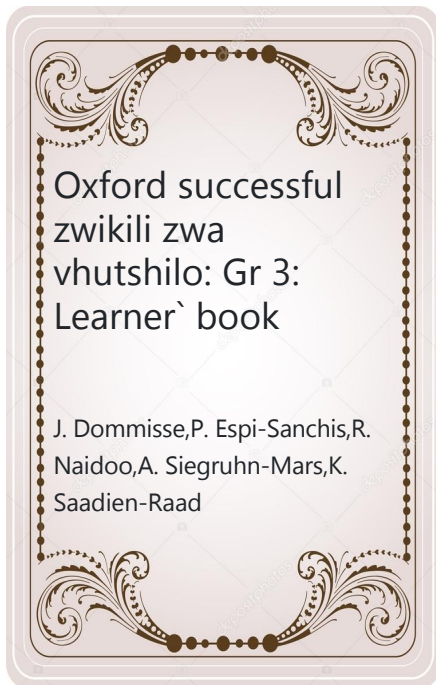 Oxford successful
zwikili zwa
vhutshilo: Gr 3:
Learner` book
J. Dommisse,P. Espi-Sanchis,R.
Naidoo,A. Siegruhn-Mars,K.
Saadien-Raad